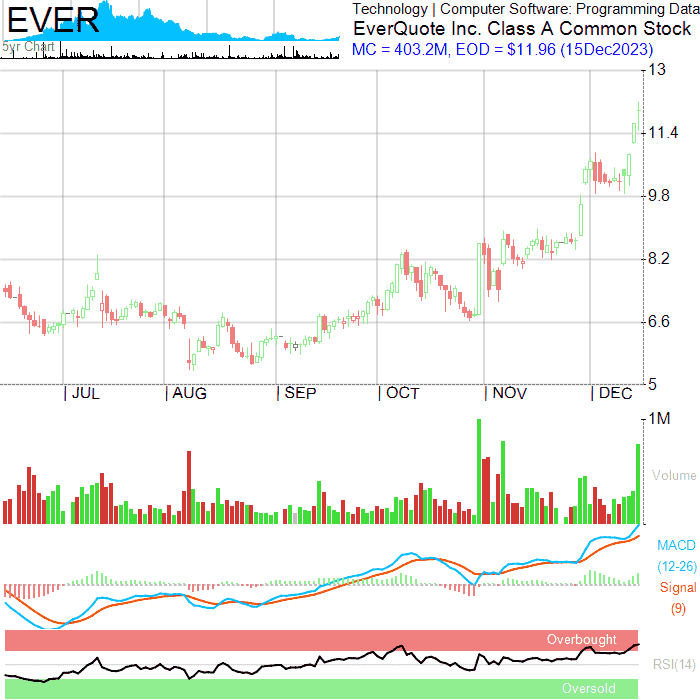 EVER
5yr Chart
Technology | Computer Software: Programming Data
EverQuote Inc. Class A Common Stock
MC = 403.2M, EOD = $11.96 (15Dec2023)
13
11.4
9.8
8.2
6.6
5
| JUL | AUG | SEP | OCT | NOV | DEC
1M
Volume
MACD
(12-26)
Signal
(9)
Overbought
RSI(14)
Oversold